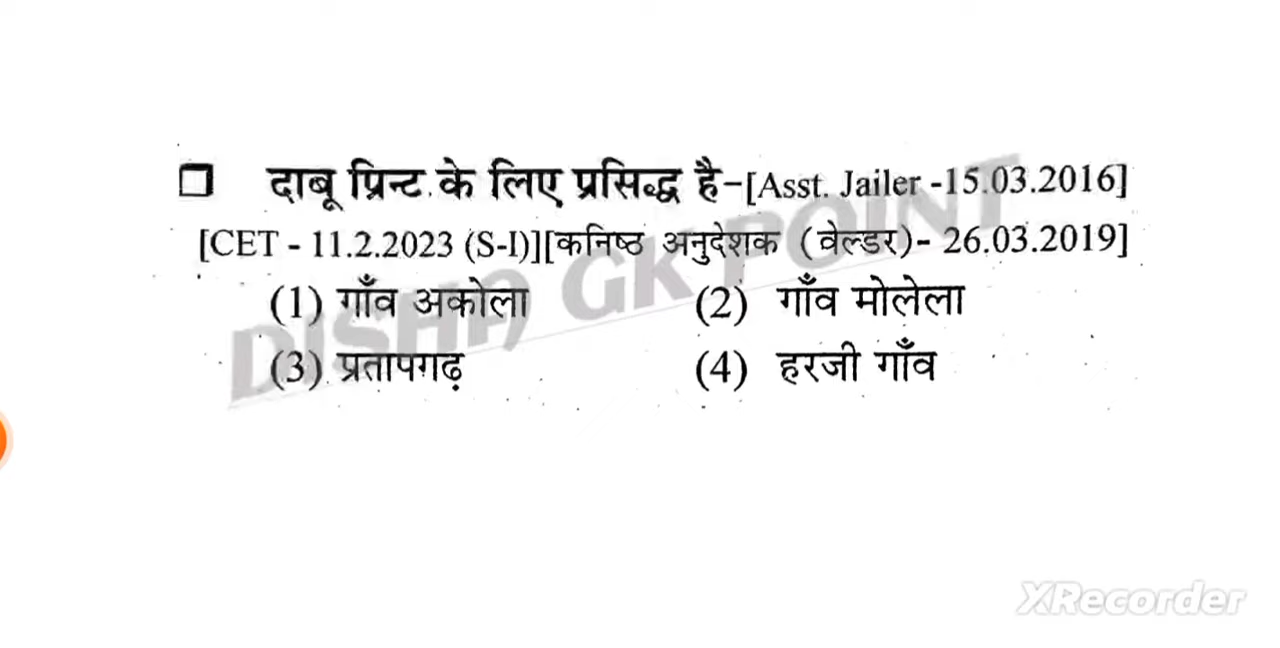 दाबू प्रिन्ट के लिए प्रसिद्ध है-[Asst. Jailer -15.03.2016]
[CET - 11.2.2023 (S-I)][कनिष्ठ अनुदेशक (वेल्डर)- 26.03.2019]
(1) गाँव अकोला (2) गाँव मोलेला
(3) प्रतापगढ़ (4) हरजी गाँव
DISHA GK POINT
XRecorder